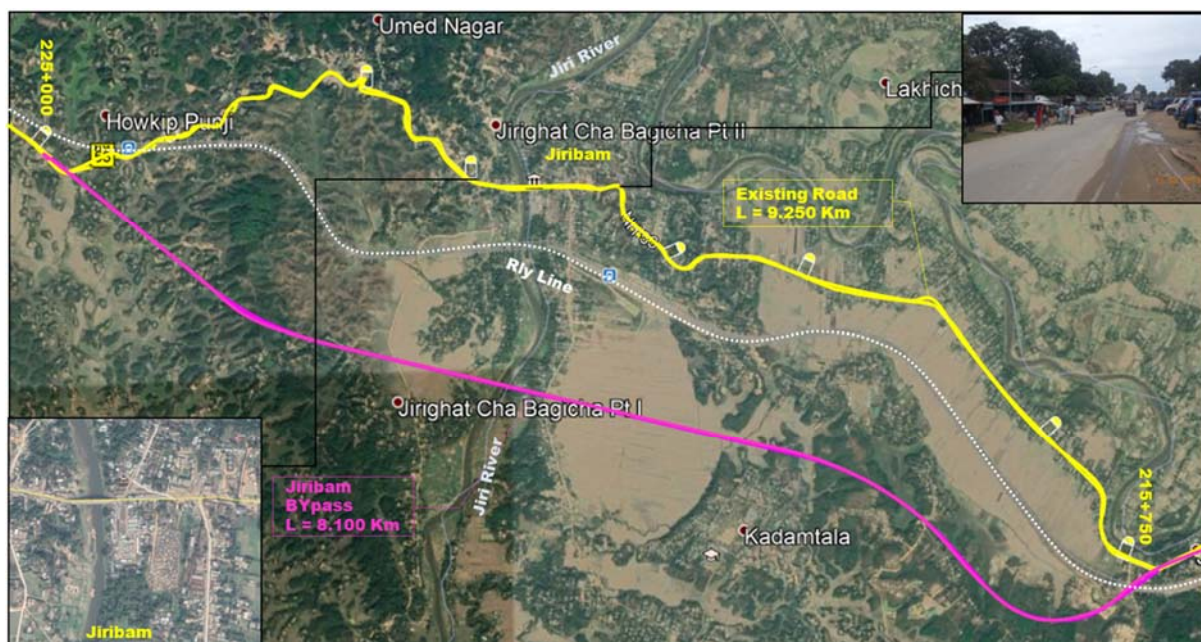 Umed Nagar
Jiri River
225+000
Howkip Punji
Lakhich
Jirighat Cha Bagicha Pt II
Jiribam
Existing Road
L = 9.250 Km
Rly Line
Jirighat Cha Bagicha Pt I
Jiribam
BYpass
L = 8.100 Km
Jiri River
215+750
Kadamtala
Jiribam